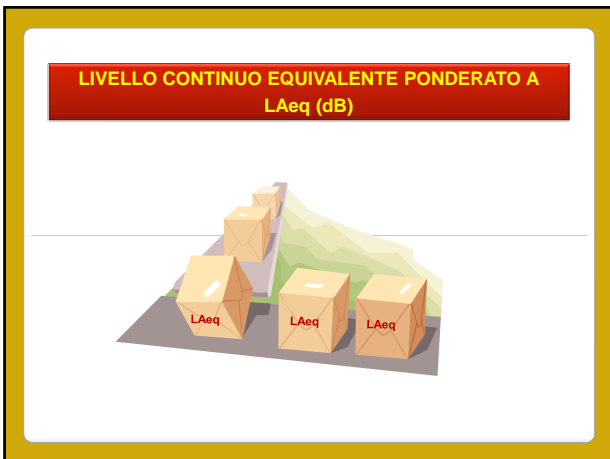 LIVELLO CONTINUO EQUIVALENTE PONDERATO A
LAeq (dB)
LAeq
LAeq
LAeq